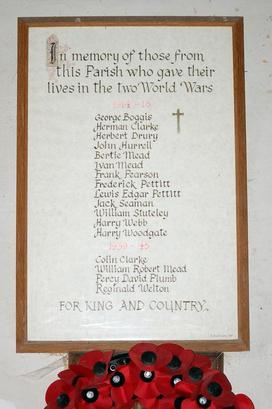 In memory of those from
this Parish who gave their
lives in the two World Wars
1914-18
George Boggis
Herman Clarke
Herbert Drury
John Hurrell
Bertie Mead
Ivan Mead
Frank Pearson
Frederick Pettitt
Lewis Edgar Pettitt
Jack Seaman
William Stuteley
Harry Webb
Harry Woodgate
1939-45
Colin Clarke
William Robert Mead
Percy David Plumb
Reginald Welton
FOR KING AND COUNTRY.